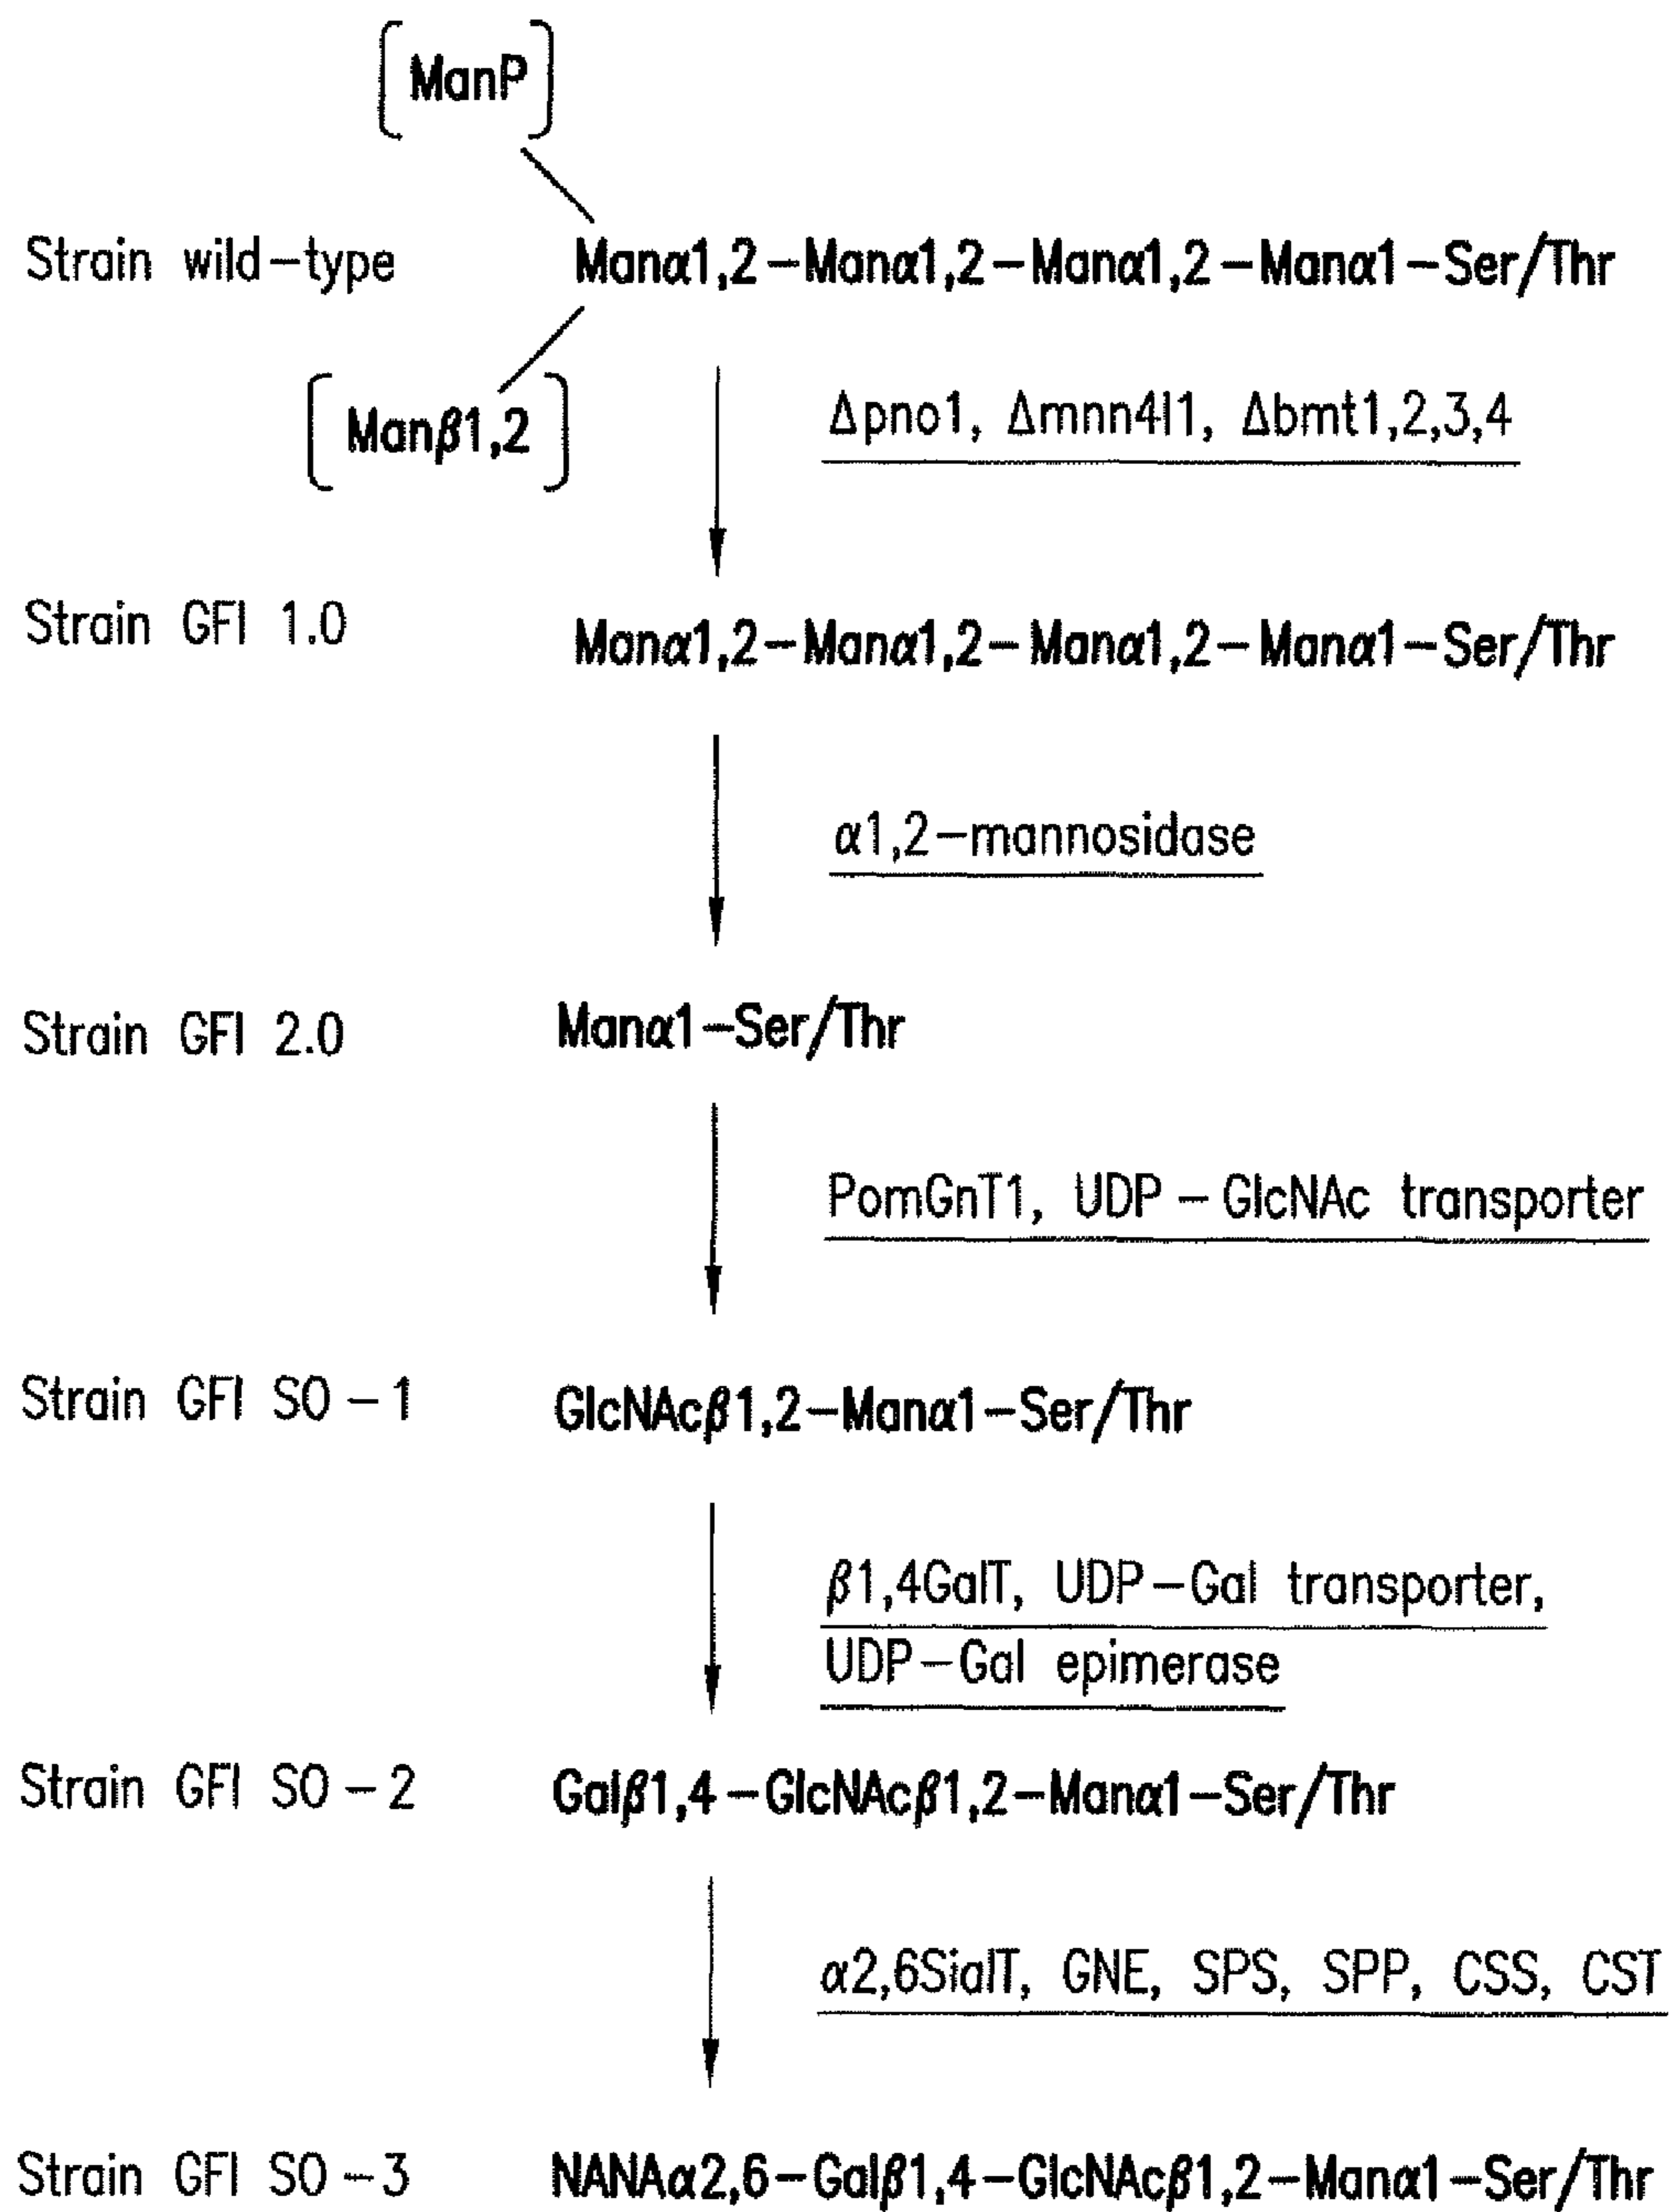 [ManP]
Strain wild-type Manα1,2-Manα1,2-Manα1,2-Manα1-Ser/Thr
[Manβ1,2]
Δpno1, Δmnn4l1, Δbmt1,2,3,4
Strain GFI 1.0 Manα1,2-Manα1,2-Manα1,2-Manα1-Ser/Thr
α1,2-mannosidase
Strain GFI 2.0 Manα1-Ser/Thr
PomGnT1, UDP-GlcNAc transporter
Strain GFI SO-1 GlcNAcβ1,2-Manα1-Ser/Thr
β1,4GalT, UDP-Gal transporter,
UDP-Gal epimerase
Strain GFI SO-2 Galβ1,4-GlcNAcβ1,2-Manα1-Ser/Thr
α2,6SialT, GNE, SPS, SPP, CSS, CST
Strain GFI SO-3 NANAα2,6-Galβ1,4-GlcNAcβ1,2-Manα1-Ser/Thr